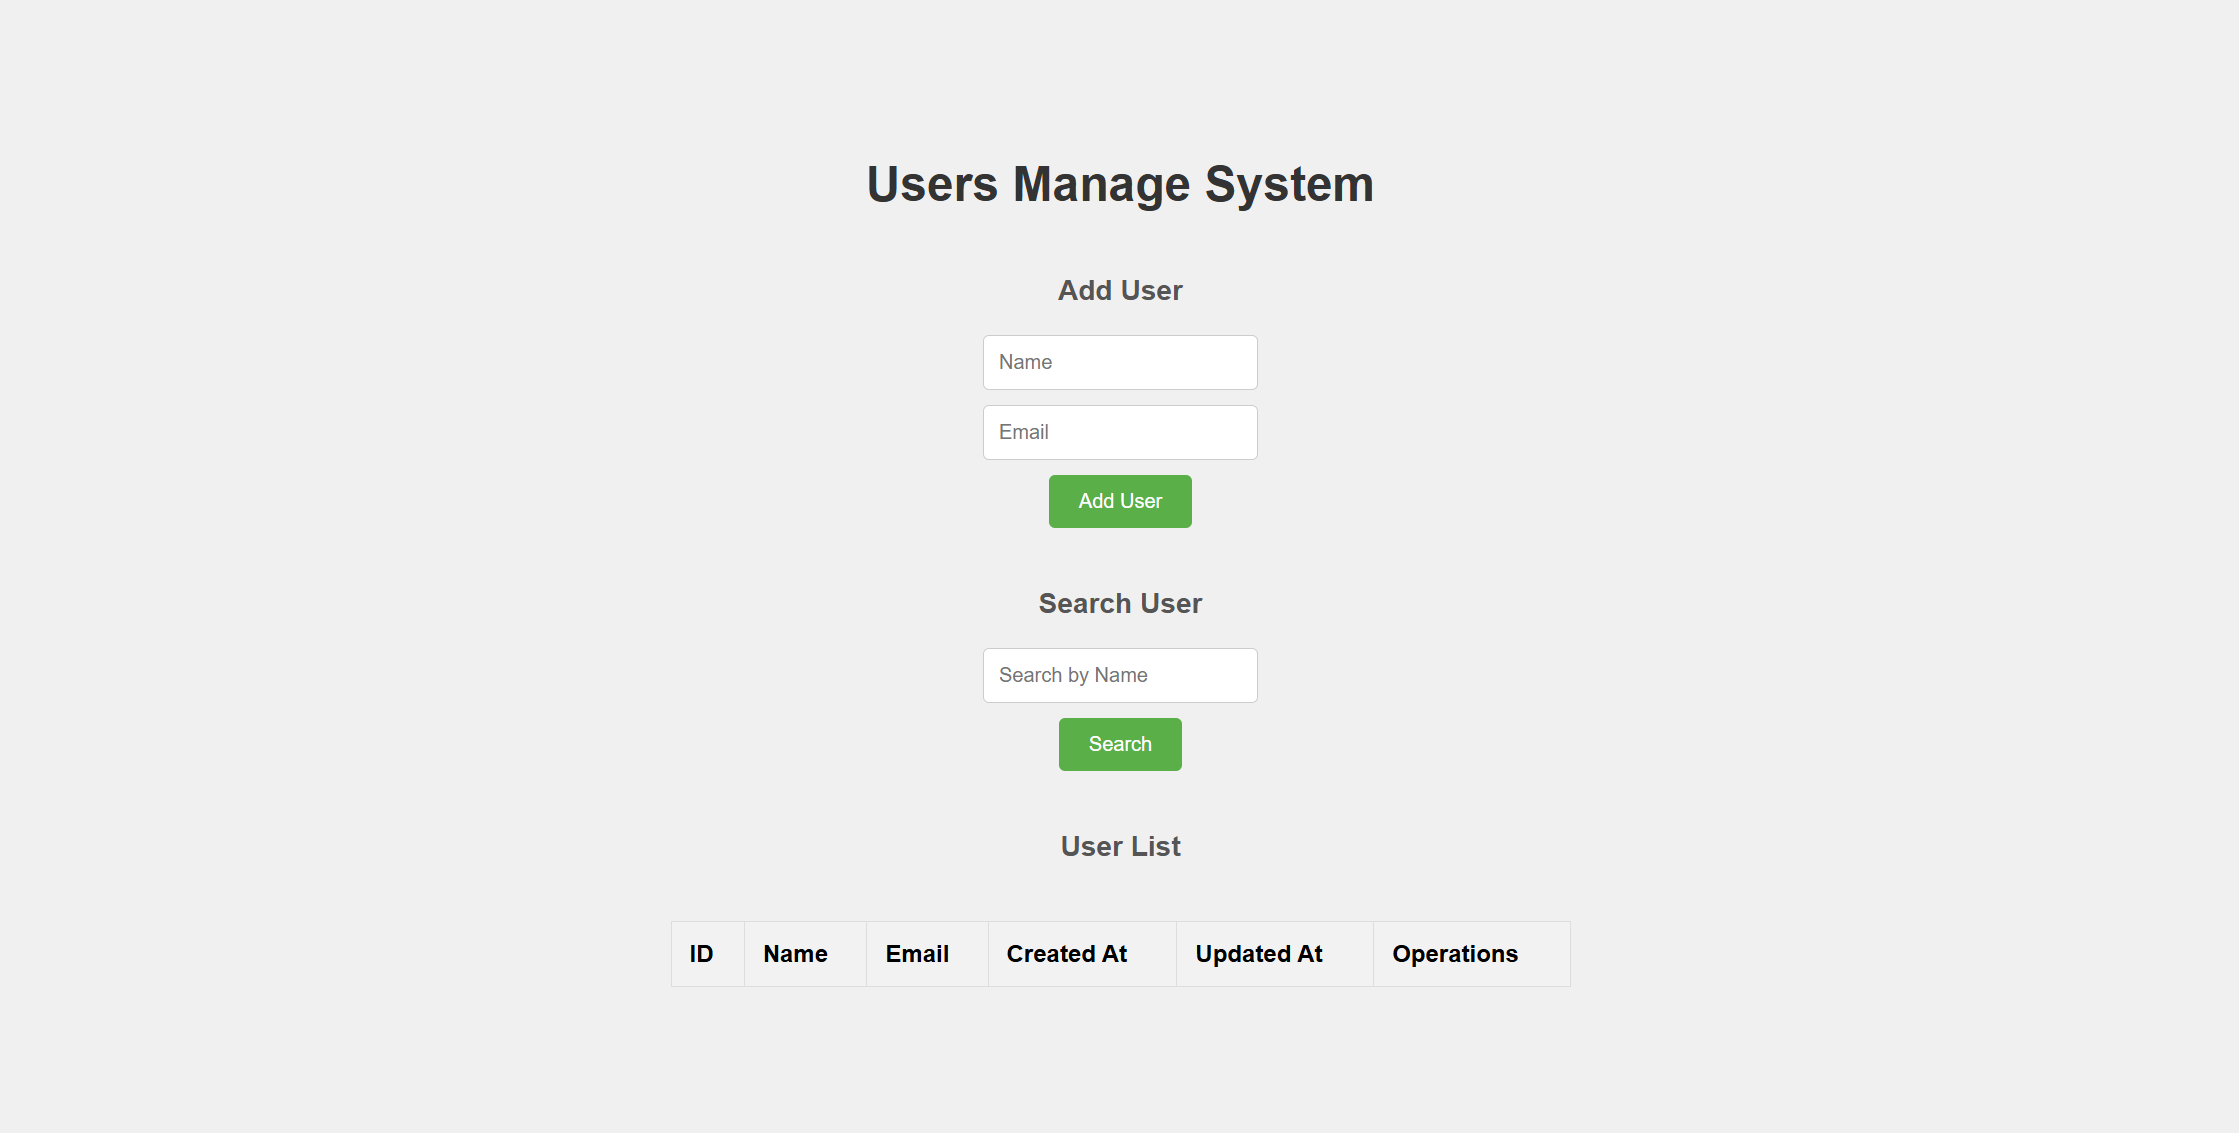 Users Manage System
Add User
Name
Email
Add User
Search User
Search by Name
Search
User List
ID Name Email Created At Updated At Operations